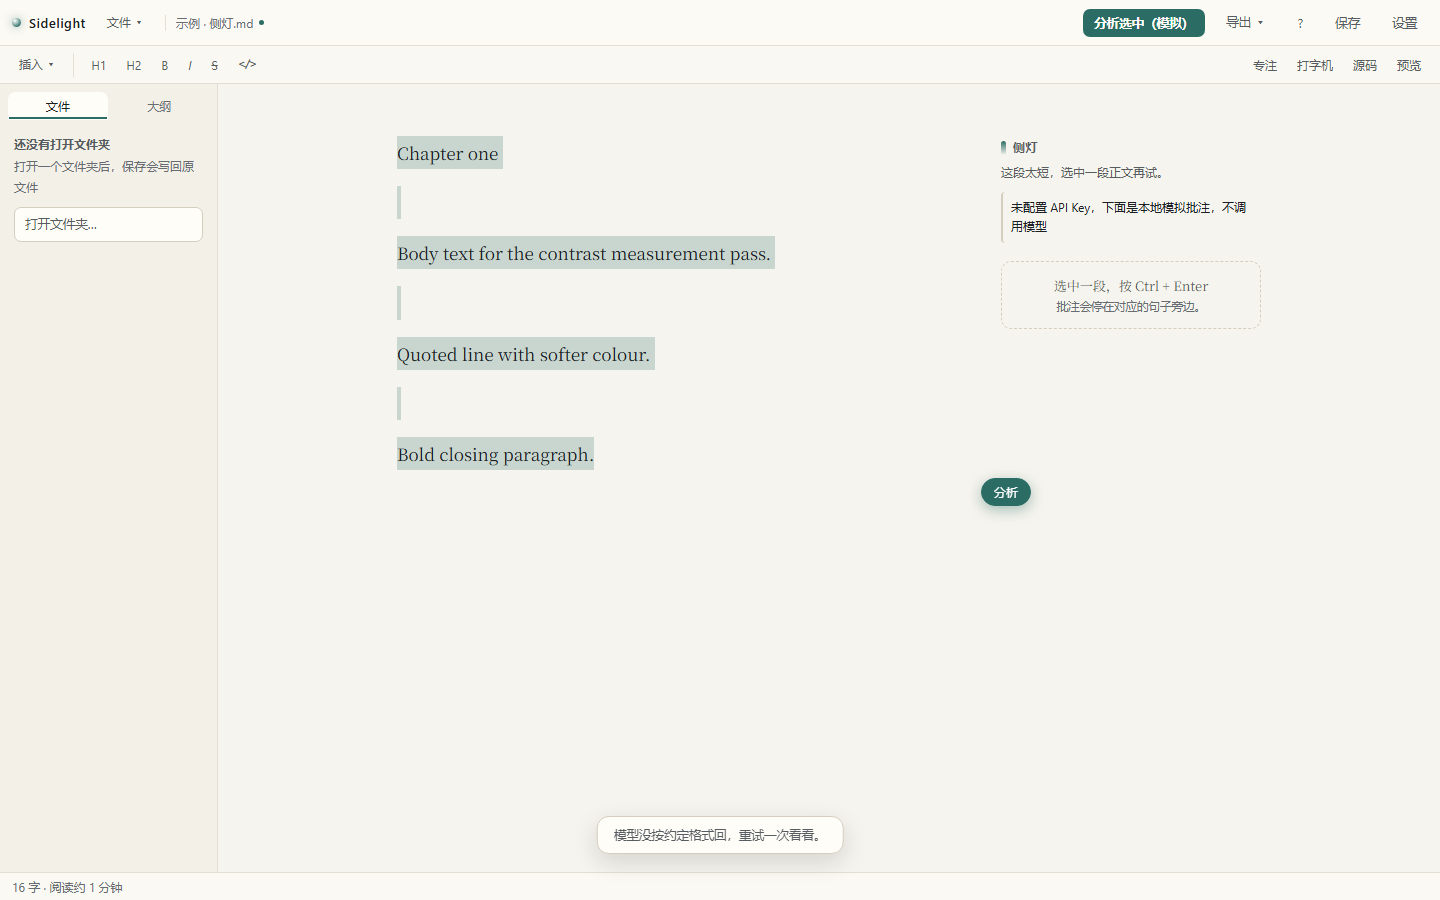 Sidelight 文件 示例 · 侧灯.md 分析选中（模拟） 导出 ? 保存 设置
插入 H1 H2 B I S </> 专注 打字机 源码 预览
文件 大纲
还没有打开文件夹
打开一个文件夹后，保存会写回原
文件
打开文件夹...
Chapter one
Body text for the contrast measurement pass.
Quoted line with softer colour.
Bold closing paragraph.
侧灯
这段太短，选中一段正文再试。
未配置 API Key，下面是本地模拟批注，不调
用模型
选中一段，按 Ctrl + Enter
批注会停在对应的句子旁边。
分析
模型没按约定格式回，重试一次看看。
16 字 · 阅读约 1 分钟